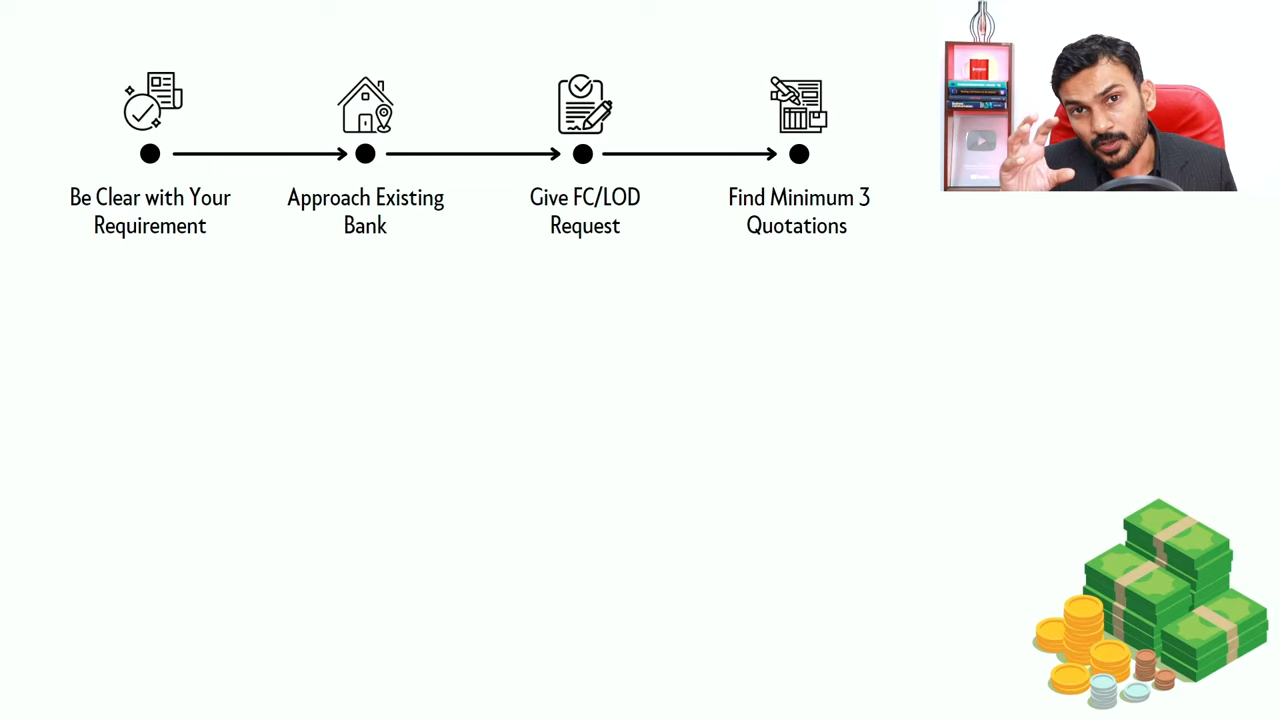 Be Clear with Your
Requirement
Approach Existing
Bank
Give FC/LOD
Request
Find Minimum 3
Quotations